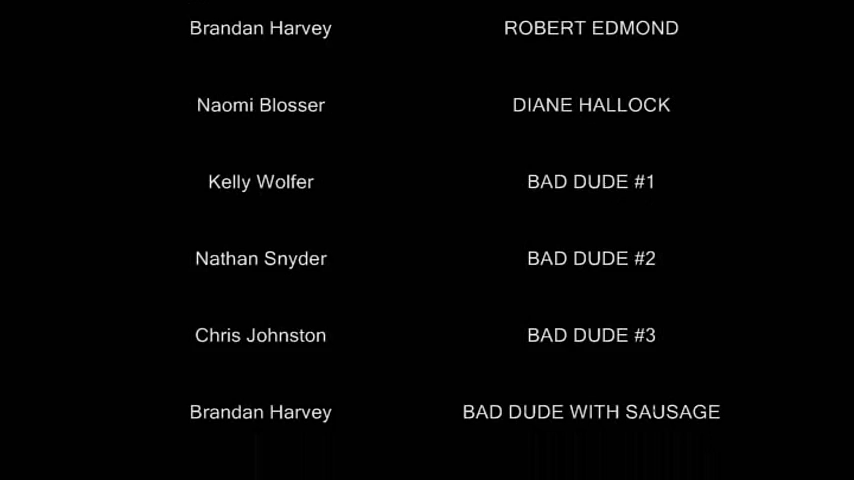 Brandan Harvey ROBERT EDMOND
Naomi Blosser DIANE HALLOCK
Kelly Wolfer BAD DUDE #1
Nathan Snyder BAD DUDE #2
Chris Johnston BAD DUDE #3
Brandan Harvey BAD DUDE WITH SAUSAGE